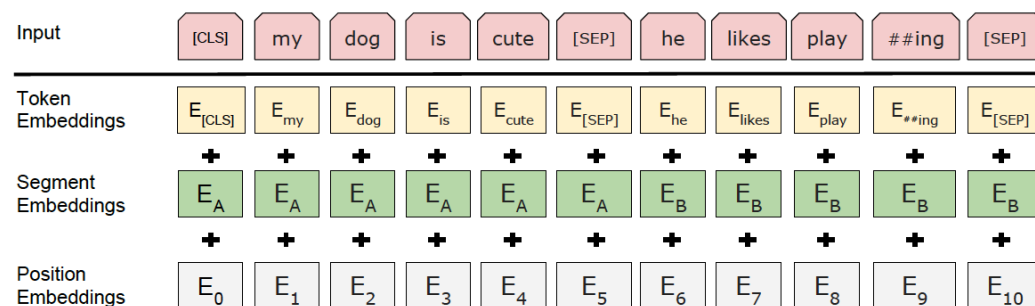 Input [CLS] my dog is cute [SEP] he likes play ##ing [SEP]
Token
Embeddings E[CLS] Emy Edog Eis Ecute E[SEP] Ehe Elikes Eplay E##ing E[SEP]
+ + + + + + + + + + +
Segment
Embeddings EA EA EA EA EA EA EB EB EB EB EB
+ + + + + + + + + + +
Position
Embeddings E0 E1 E2 E3 E4 E5 E6 E7 E8 E9 E10